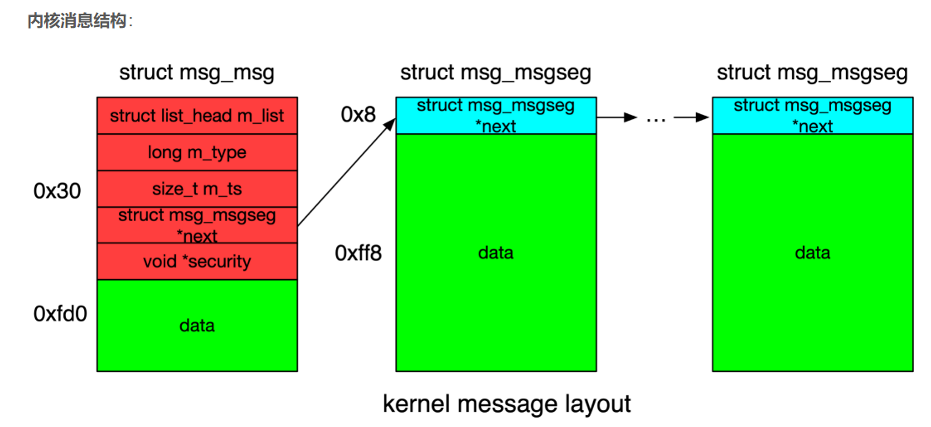 内核消息结构：
struct msg_msg
struct msg_msgseg
struct msg_msgseg
struct list_head m_list
long m_type
size_t m_ts
struct msg_msgseg
*next
void *security
data
0x30
0xfd0
0x8
struct msg_msgseg
*next
data
0xff8
...
struct msg_msgseg
*next
data
kernel message layout